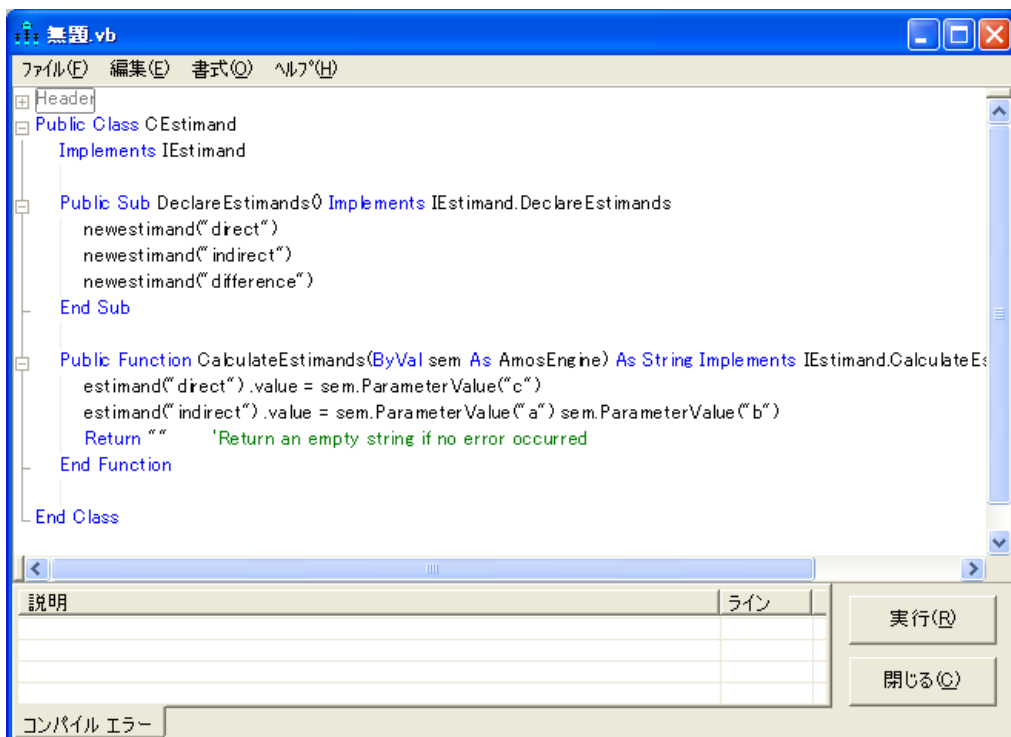 無題.vb
ファイル(F) 編集(E) 書式(O) ヘルプ(H)
Header
Public Class CEstimand
Implements IEstimand
Public Sub DeclareEstimands() Implements IEstimand.DeclareEstimands
newestimand("direct")
newestimand("indirect")
newestimand("difference")
End Sub
Public Function CalculateEstimands(ByVal sem As AmosEngine) As String Implements IEstimand.CalculateEs
estimand("direct").value = sem.ParameterValue("c")
estimand("indirect").value = sem.ParameterValue("a") sem.ParameterValue("b")
Return "" 'Return an empty string if no error occurred
End Function
End Class
説明 ライン
実行(R)
閉じる(C)
コンパイル エラー